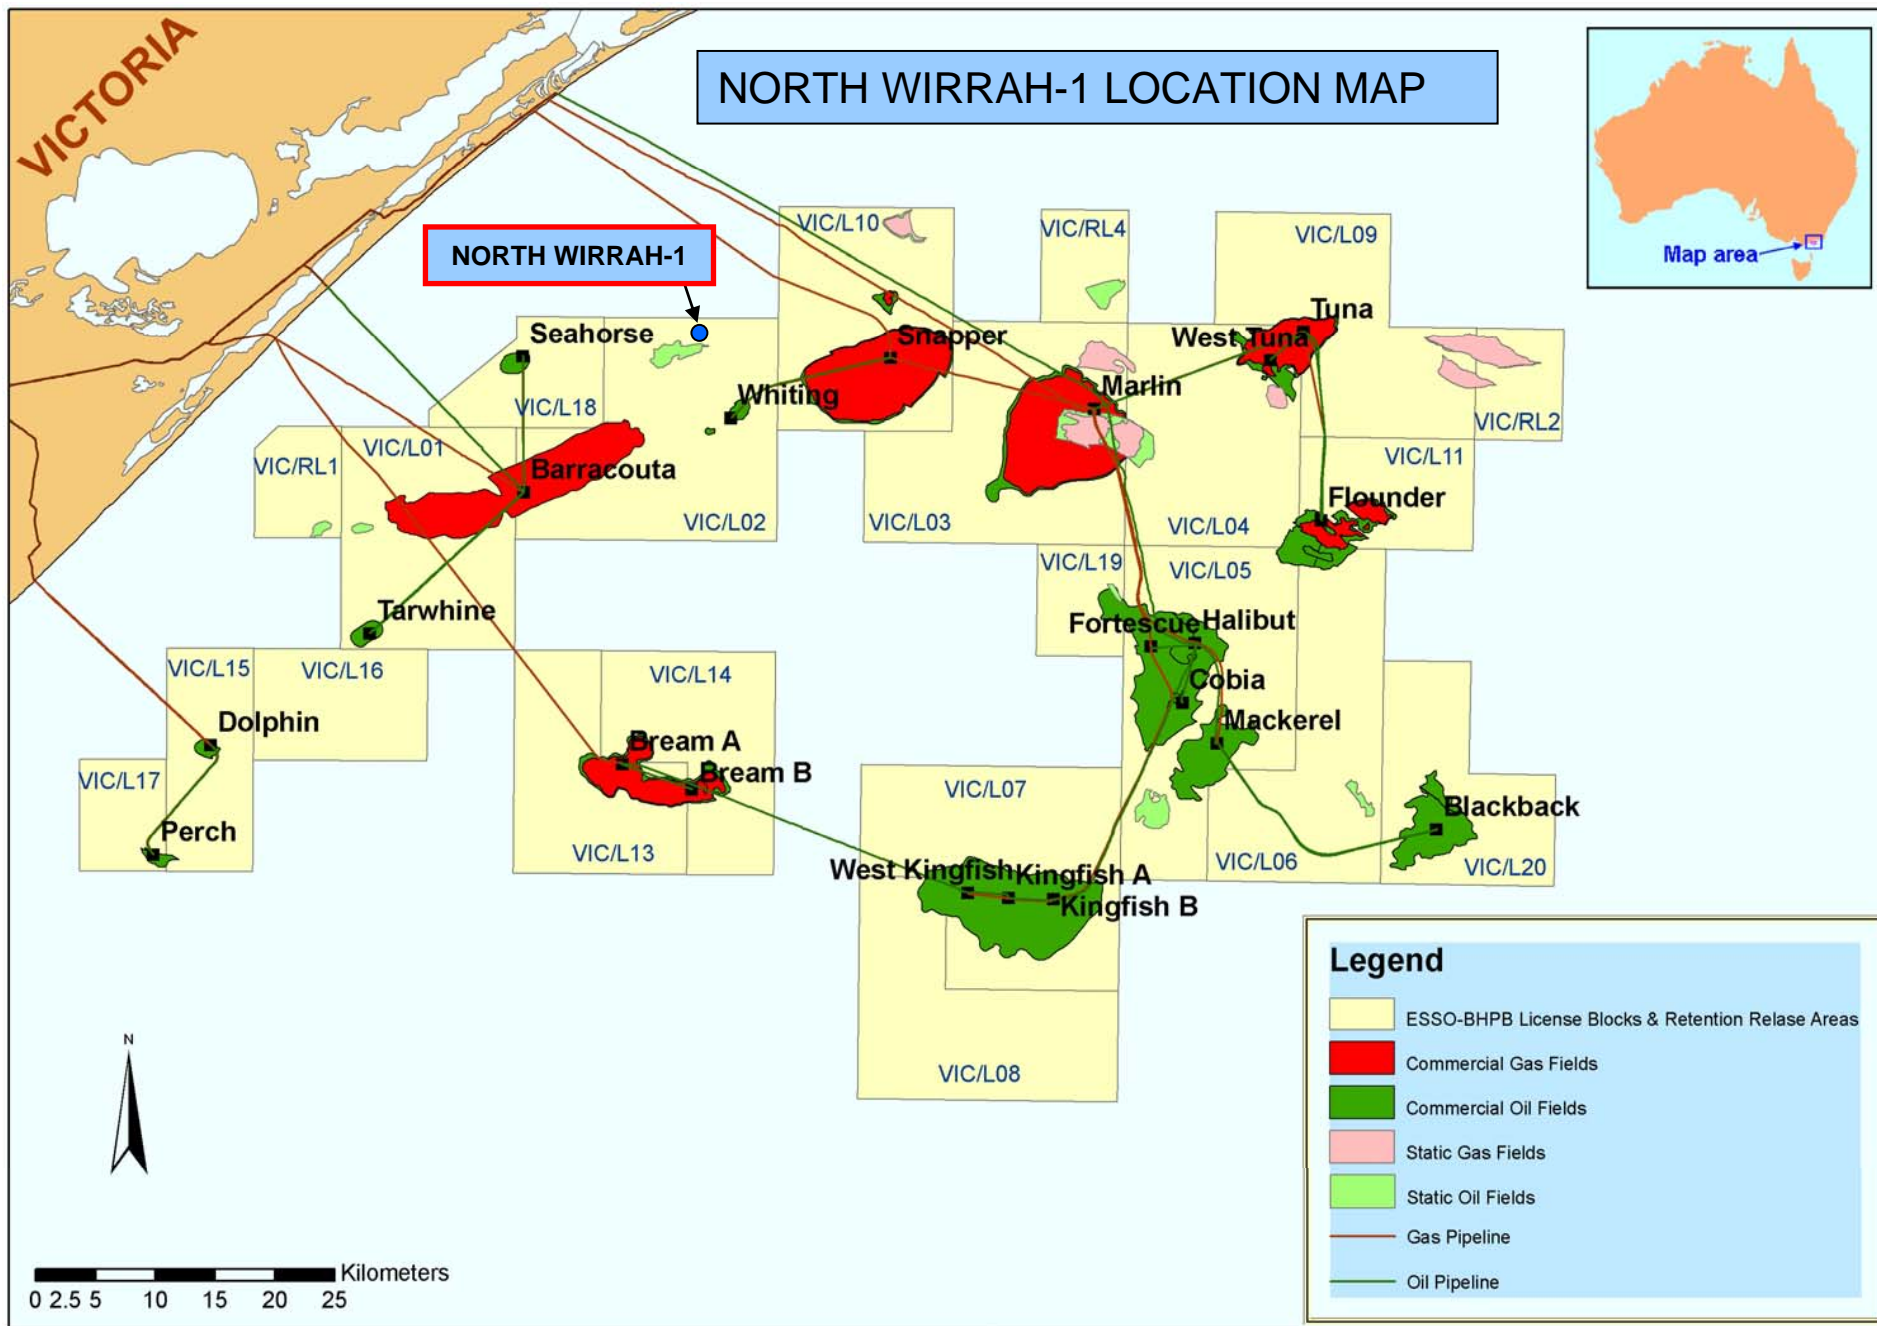 VICTORIA
NORTH WIRRAH-1 LOCATION MAP
Map area
NORTH WIRRAH-1
VIC/L10
VIC/RL4
VIC/L09
Seahorse
Snapper
Tuna
West Tuna
Whiting
Marlin
VIC/L18
VIC/RL2
VIC/RL1
VIC/L01
Barracouta
VIC/L11
Flounder
VIC/L02
VIC/L03
VIC/L04
VIC/L19
VIC/L05
Tarwhine
Fortescue
Halibut
VIC/L15
VIC/L16
VIC/L14
Cobia
Dolphin
Mackerel
Bream A
Bream B
VIC/L17
VIC/L07
Blackback
Perch
VIC/L13
VIC/L06
VIC/L20
West Kingfish
Kingfish A
Kingfish B
VIC/L08
Legend
ESSO-BHPB License Blocks & Retention Relase Areas
Commercial Gas Fields
Commercial Oil Fields
Static Gas Fields
Static Oil Fields
Gas Pipeline
Oil Pipeline
N
Kilometers
0 2.5 5 10 15 20 25